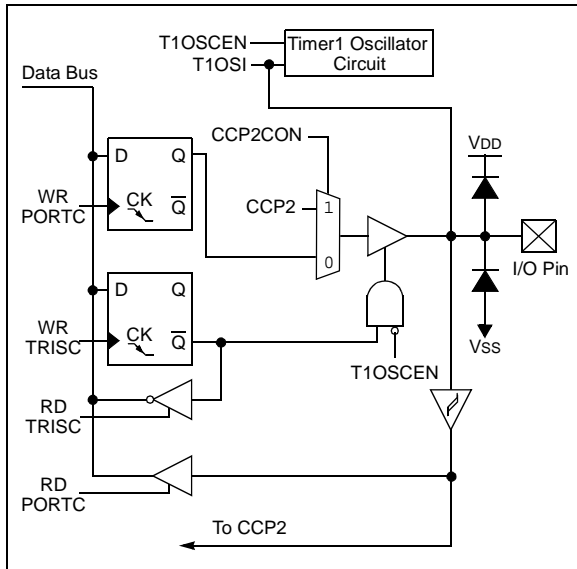 T1OSCEN
Timer1 Oscillator
Circuit
T1OSI
Data Bus
CCP2CON
VDD
D Q
WR
PORTC
CK Q
CCP2
1
0
I/O Pin
D Q
WR
TRISC
CK Q
VSS
T1OSCEN
RD
TRISC
RD
PORTC
To CCP2